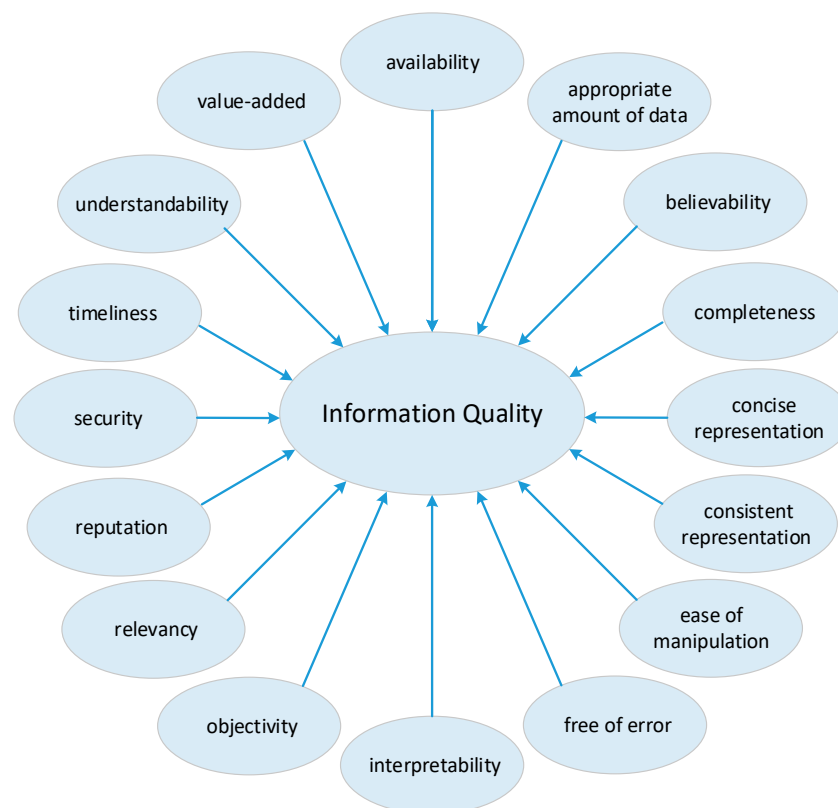 availability
appropriate
amount of data
value-added
believability
understandability
completeness
timeliness
Information Quality
concise
representation
security
consistent
representation
reputation
ease of
manipulation
relevancy
free of error
objectivity
interpretability